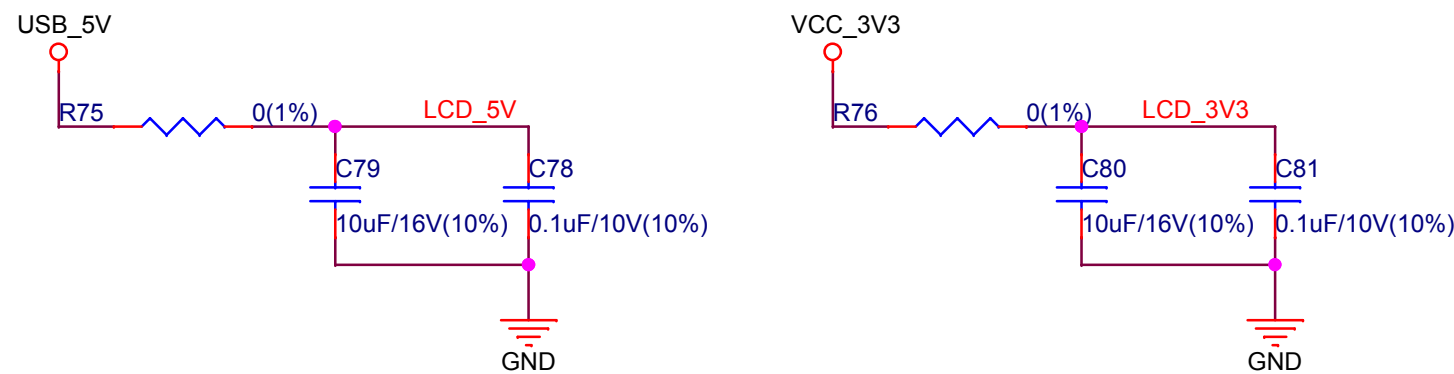 USB_5V
R75
0(1%)
LCD_5V
C79
10uF/16V(10%)
C78
0.1uF/10V(10%)
GND
VCC_3V3
R76
0(1%)
LCD_3V3
C80
10uF/16V(10%)
C81
0.1uF/10V(10%)
GND